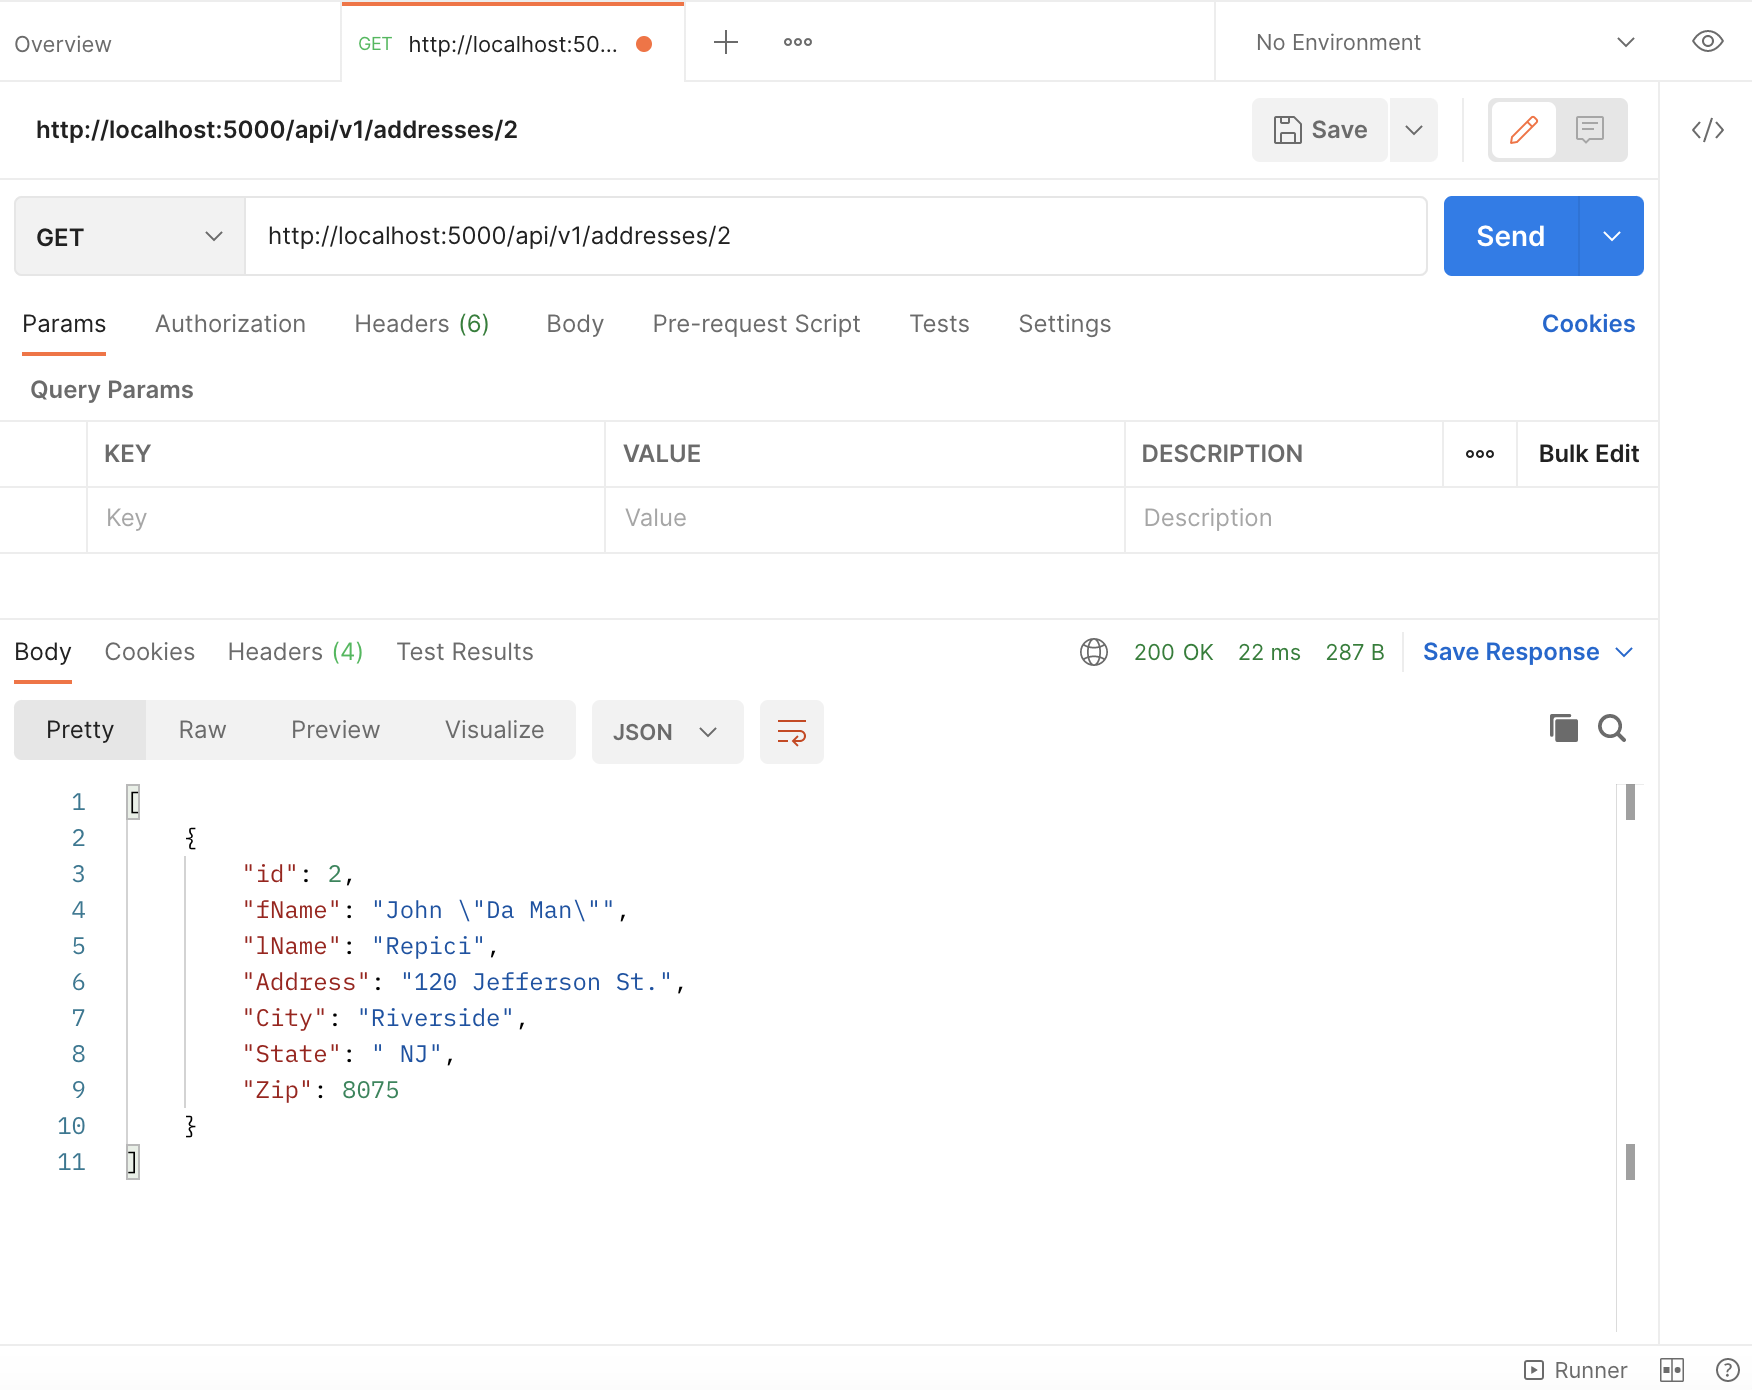 Overview
GET http://localhost:50...
No Environment
http://localhost:5000/api/v1/addresses/2
Save
GET
http://localhost:5000/api/v1/addresses/2
Send
Params
Authorization
Headers (6)
Body
Pre-request Script
Tests
Settings
Cookies
Query Params
KEY
VALUE
DESCRIPTION
Bulk Edit
Key
Value
Description
Body
Cookies
Headers (4)
Test Results
200 OK
22 ms
287 B
Save Response
Pretty
Raw
Preview
Visualize
JSON
1 [
2 {
3 "id": 2,
4 "fName": "John \"Da Man\"",
5 "lName": "Repici",
6 "Address": "120 Jefferson St.",
7 "City": "Riverside",
8 "State": " NJ",
9 "Zip": 8075
10 }
11 ]
Runner